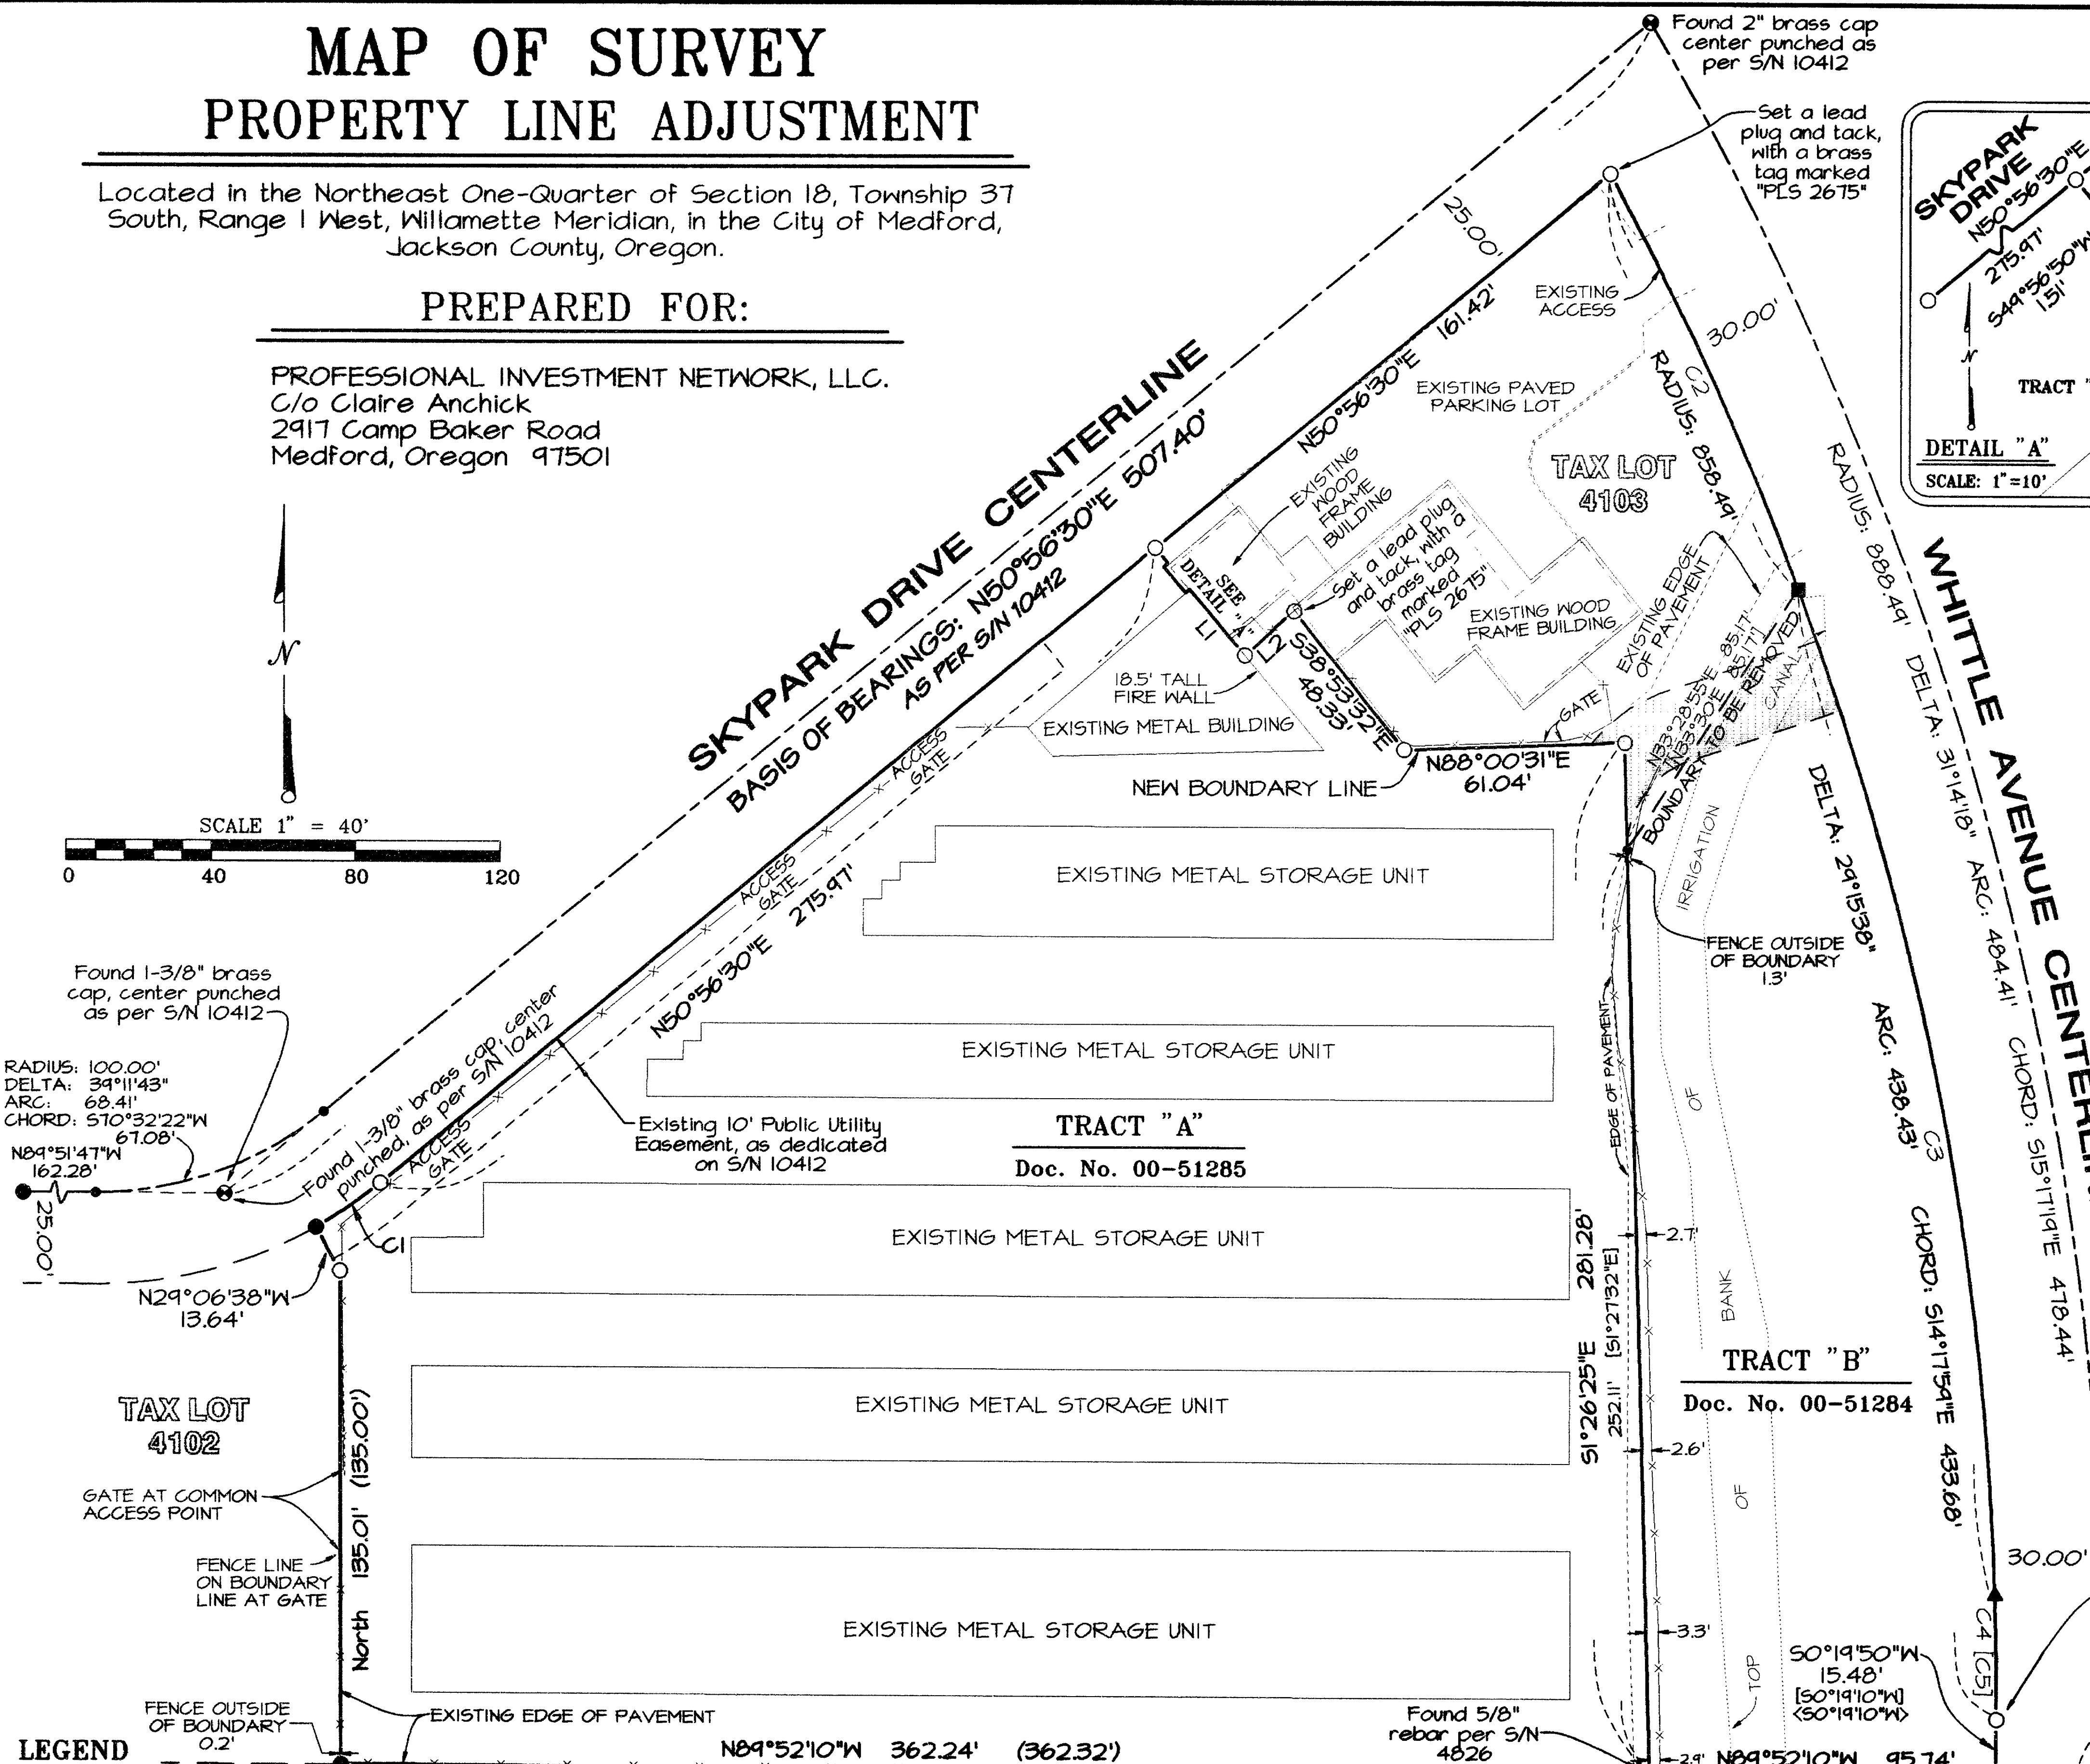 MAP OF SURVEY
PROPERTY LINE ADJUSTMENT
Located in the Northeast One-Quarter of Section 18, Township 37
South, Range 1 West, Willamette Meridian, in the City of Medford,
Jackson County, Oregon.
PREPARED FOR:
PROFESSIONAL INVESTMENT NETWORK, LLC.
C/o Claire Anchick
2917 Camp Baker Road
Medford, Oregon 97501
N
SCALE 1" = 40'
0 40 80 120
Found 2" brass cap
center punched as
per S/N 10412
Set a lead
plug and tack,
with a brass
tag marked
"PLS 2675"
SKYPARK
DRIVE
N50°56'30"E
275.97'
S49°56'50"W
1.51'
N
TRACT "
DETAIL "A"
SCALE: 1"=10'
25.00'
SKYPARK DRIVE CENTERLINE
BASIS OF BEARINGS: N50°56'30"E 507.40'
AS PER S/N 10412
N50°56'30"E 161.42'
EXISTING
ACCESS
30.00'
EXISTING PAVED
PARKING LOT
C2
RADIUS: 858.49'
TAX LOT
4103
EXISTING
WOOD
FRAME
BUILDING
Set a lead plug
and tack, with a
brass tag
marked
"PLS 2675"
EXISTING WOOD
FRAME BUILDING
EXISTING EDGE
OF PAVEMENT
SEE
DETAIL "A"
L1
L2
S38°53'32"E
48.33'
18.5' TALL
FIRE WALL
EXISTING METAL BUILDING
GATE
N88°00'31"E
61.04'
NEW BOUNDARY LINE
N33°28'55"E 85.17'
[N33°30'E 85.17']
BOUNDARY TO BE REMOVED
IRRIGATION CANAL
RADIUS: 888.49' DELTA: 31°14'18" ARC: 484.41' CHORD: S15°17'19"E 478.44'
WHITTLE AVENUE CENTERLINE
DELTA: 29°15'38" ARC: 438.43' CHORD: S14°17'59"E 433.68'
C3
ACCESS
GATE
ACCESS
GATE
N50°56'30"E 275.97'
EXISTING METAL STORAGE UNIT
FENCE OUTSIDE
OF BOUNDARY
1.3'
Found 1-3/8" brass
cap, center punched
as per S/N 10412
RADIUS: 100.00'
DELTA: 39°11'43"
ARC: 68.41'
CHORD: S70°32'22"W
67.08'
N89°51'47"W
162.28'
25.00'
Found 1-3/8" brass cap, center
punched, as per S/N 10412
ACCESS
GATE
C1
N29°06'38"W
13.64'
EXISTING METAL STORAGE UNIT
Existing 10' Public Utility
Easement, as dedicated
on S/N 10412
TRACT "A"
Doc. No. 00-51285
EDGE OF PAVEMENT
EXISTING METAL STORAGE UNIT
S1°26'25"E 281.28'
252.11' [S1°27'32"E]
2.7'
TOP OF BANK OF
TRACT "B"
Doc. No. 00-51284
TAX LOT
4102
EXISTING METAL STORAGE UNIT
2.6'
GATE AT COMMON
ACCESS POINT
FENCE LINE
ON BOUNDARY
LINE AT GATE
North 135.01' (135.00')
EXISTING METAL STORAGE UNIT
3.3'
30.00'
C4 [C5]
S0°19'50"W
15.48'
[S0°19'10"W]
<S0°19'10"W>
FENCE OUTSIDE
OF BOUNDARY
0.2'
EXISTING EDGE OF PAVEMENT
Found 5/8"
rebar per S/N
4826
LEGEND
N89°52'10"W 362.24' (362.32')
2.9'
N89°52'10"W 95.74'